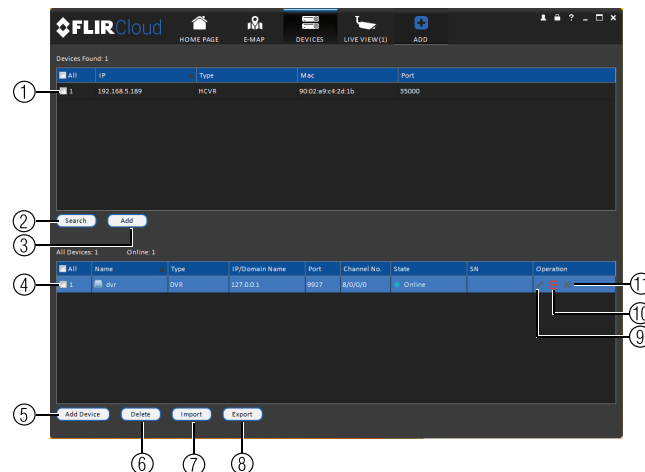 FLIRCloud
HOME PAGE E-MAP DEVICES LIVE VIEW(1) ADD
Devices Found: 1
All IP Type Mac Port
1 1 192.168.5.189 HCVR 90:02:a9:c4:2d:1b 35000
2 Search Add
3
All Devices: 1 Online: 1
All Name Type IP/Domain Name Port Channel No. State SN Operation
4 1 dvr DVR 127.0.0.1 9927 8/0/0/0 Online 11
10
9
5 Add Device Delete Import Export
6 7 8